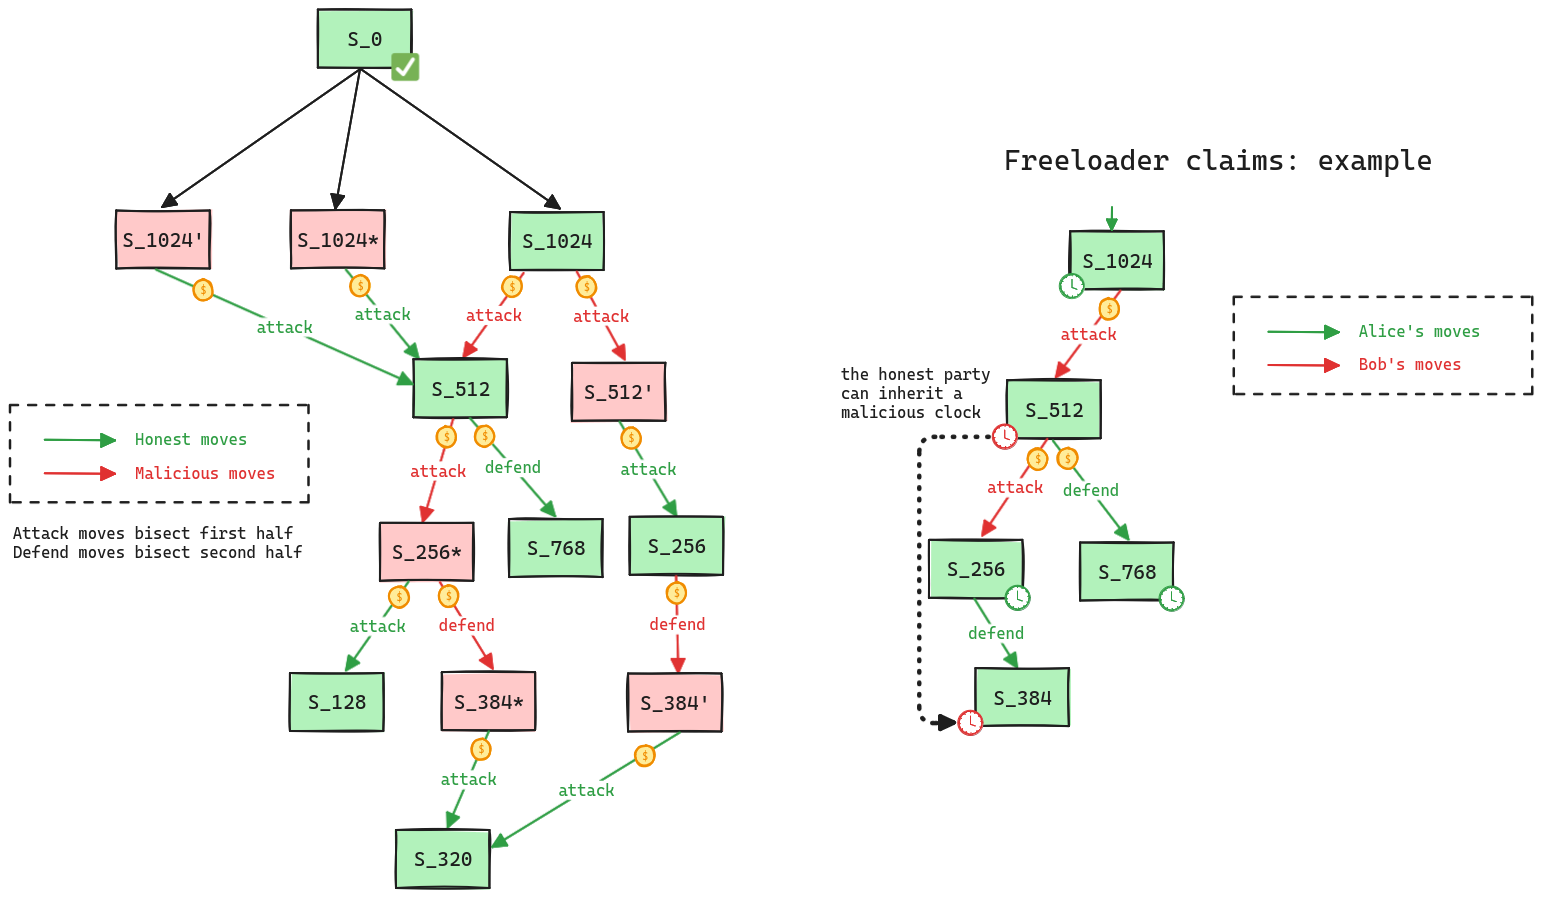 S_0
S_1024'
S_1024*
S_1024
$
$
$
$
attack
attack
attack
attack
S_512
S_512'
Honest moves
Malicious moves
Attack moves bisect first half
Defend moves bisect second half
$
$
$
attack
defend
attack
S_256*
S_768
S_256
$
$
$
attack
defend
defend
S_128
S_384*
S_384'
$
$
attack
attack
S_320
Freeloader claims: example
S_1024
$
attack
Alice's moves
Bob's moves
the honest party
can inherit a
malicious clock
S_512
$
$
attack
defend
S_256
S_768
defend
S_384